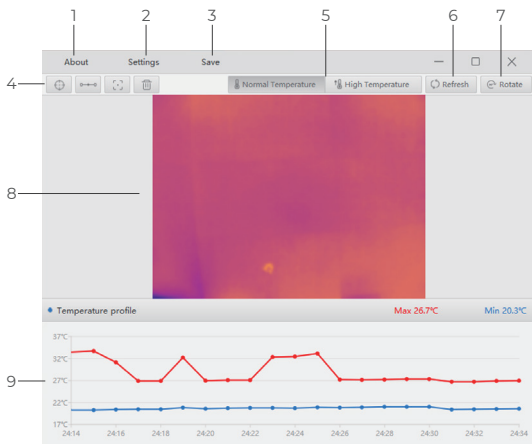 1 2 3 5 6 7
About Settings Save
4 Normal Temperature High Temperature Refresh Rotate
8
Temperature profile Max 26.7℃ Min 20.3℃
37℃
32℃
9 27℃
22℃
17℃
24:14 24:16 24:18 24:20 24:22 24:24 24:26 24:28 24:30 24:32 24:34